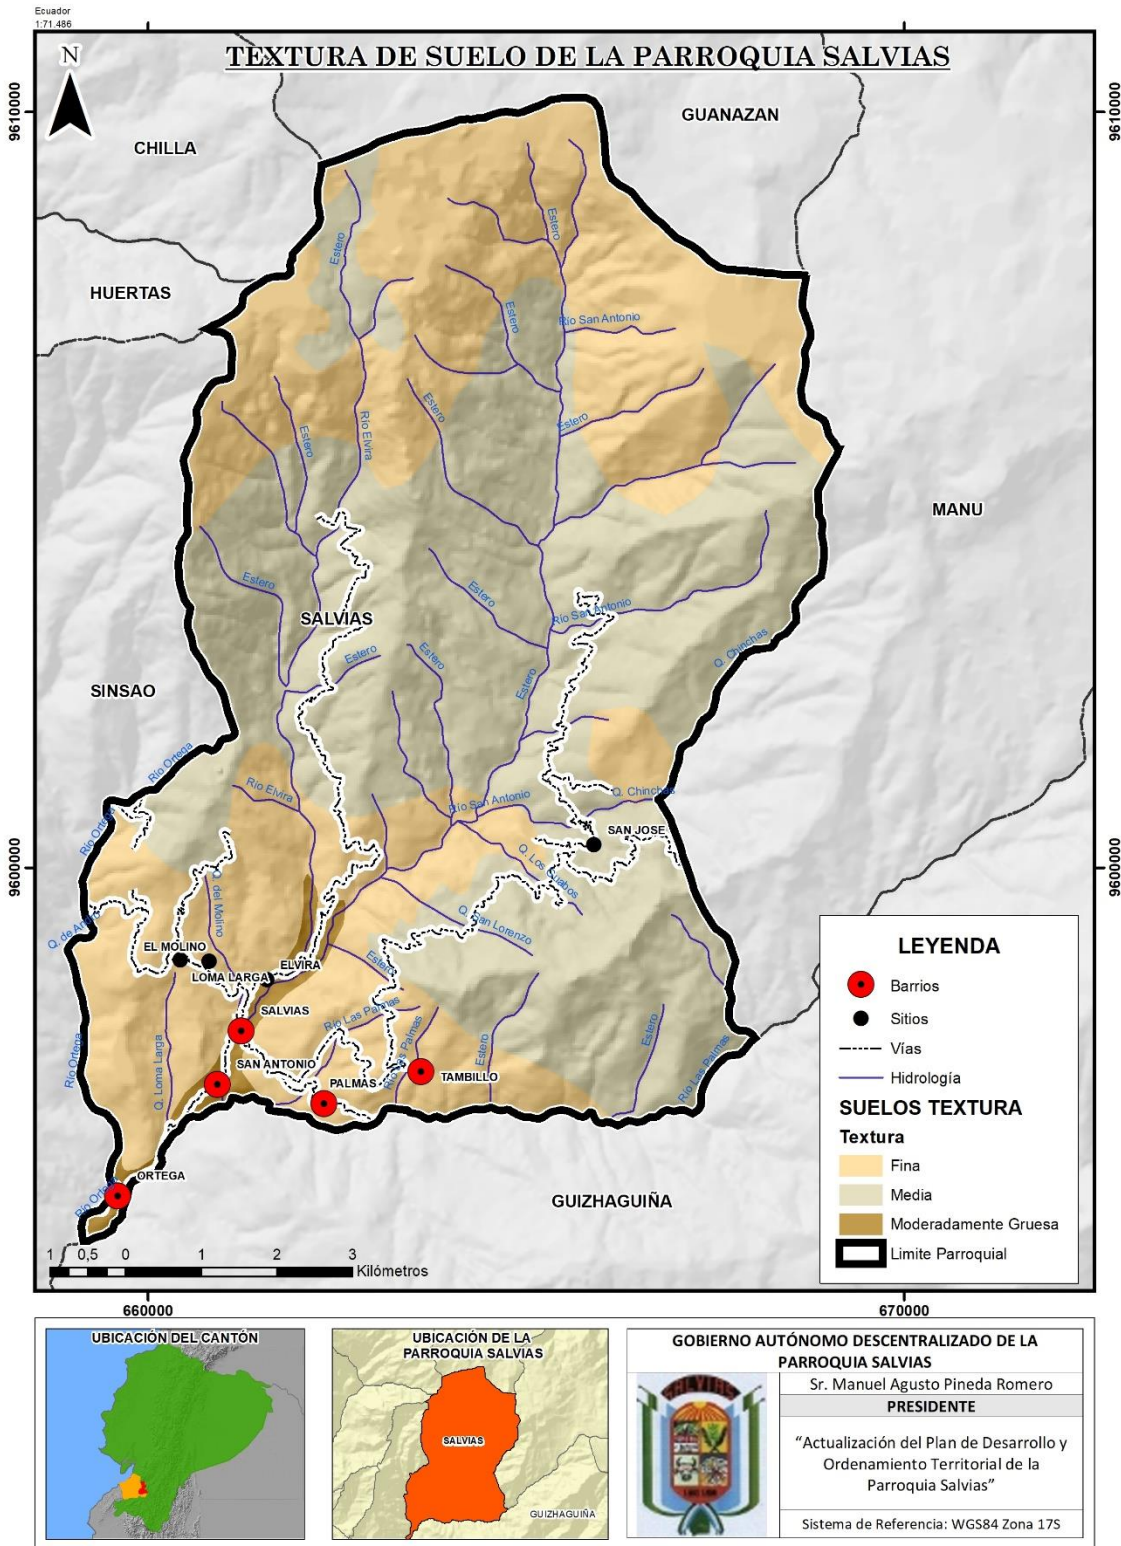 Ecuador
1:71.486
TEXTURA DE SUELO DE LA PARROQUIA SALVIAS
N
9610000
9610000
GUANAZAN
CHILLA
Estero
Estero
HUERTAS
Estero
Río San Antonio
Estero
Río Elvira
Estero
Estero
MANU
Estero
Estero
Río San Antonio
SALVIAS
Estero
Estero
Q. Chinchas
SINSAO
Estero
Río Ortega
Río Elvira
Río San Antonio
Q. Chinchas
Río Ortega
SAN JOSE
9600000
9600000
Q. Los Guabos
Q. del Molino
Q. San Lorenzo
EL MOLINO
ELVIRA
LOMA LARGA
Estero
SALVIAS
Río Las Palmas
Río Ortega
Q. Loma Larga
SAN ANTONIO
Río Las Palmas
Estero
Estero
Río Las Palmas
PALMAS
TAMBILLO
ORTEGA
Río Ortega
GUIZHAGUIÑA
LEYENDA
Barrios
Sitios
Vías
Hidrología
SUELOS TEXTURA
Textura
Fina
Media
Moderadamente Gruesa
Limite Parroquial
1 0,5 0 1 2 3
Kilómetros
660000
670000
UBICACIÓN DEL CANTÓN
UBICACIÓN DE LA
PARROQUIA SALVIAS
SALVIAS
GUIZHAGUIÑA
GOBIERNO AUTÓNOMO DESCENTRALIZADO DE LA
PARROQUIA SALVIAS
SALVIAS
Sr. Manuel Agusto Pineda Romero
PRESIDENTE
“Actualización del Plan de Desarrollo y
Ordenamiento Territorial de la
Parroquia Salvias”
Sistema de Referencia: WGS84 Zona 17S